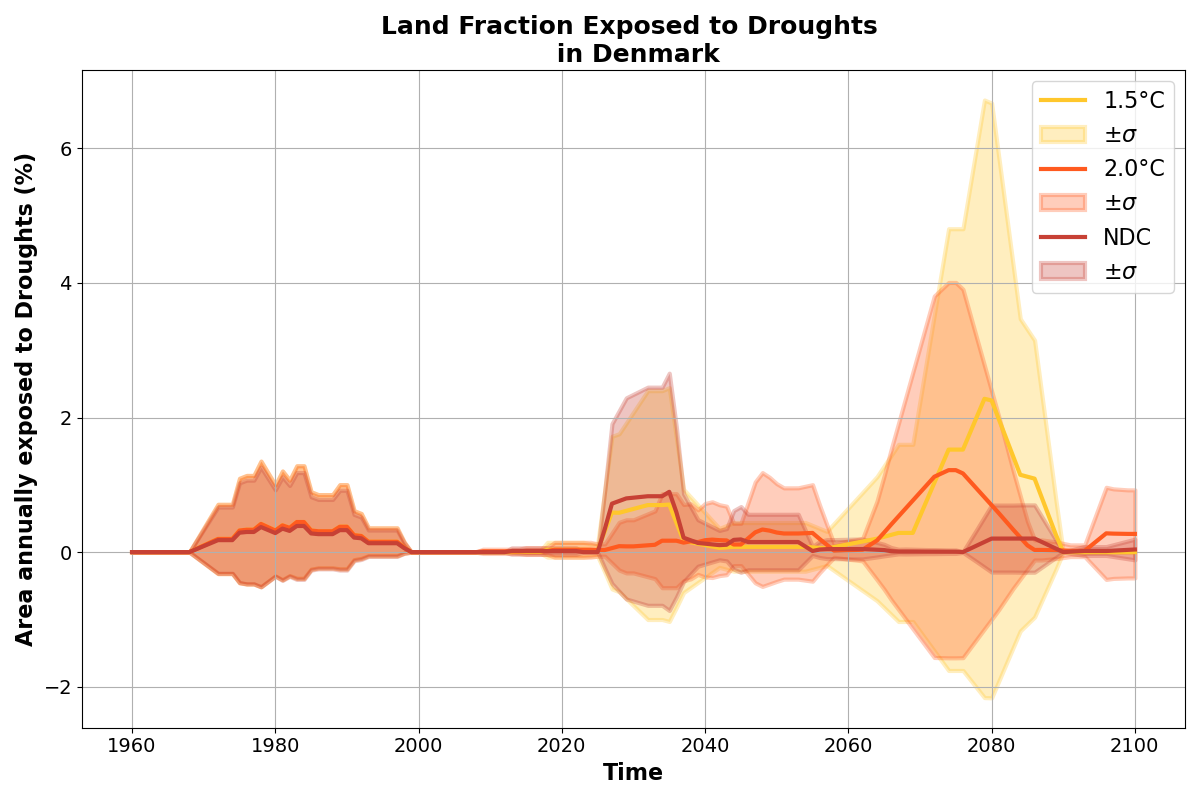 Land Fraction Exposed to Droughts
in Denmark
Area annually exposed to Droughts (%)
6
4
2
0
−2
1960
1980
2000
2020
2040
2060
2080
2100
Time
1.5°C
±σ
2.0°C
±σ
NDC
±σ